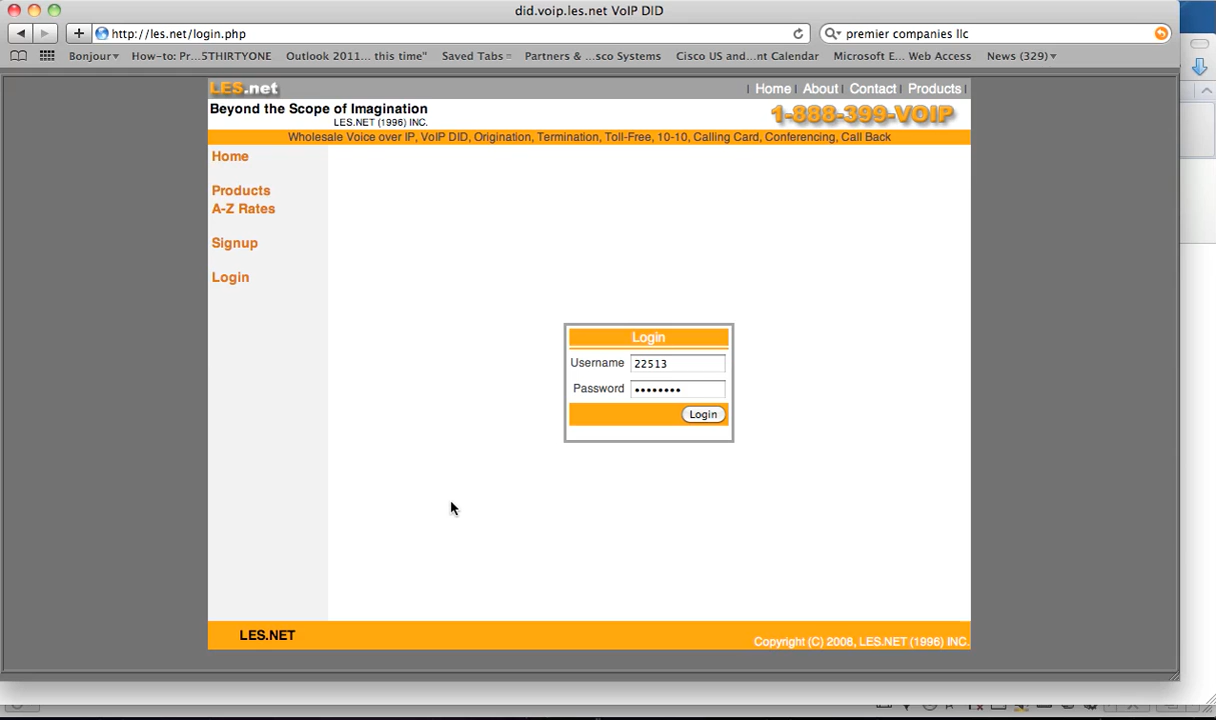 did.voip.les.net VoIP DID
http://les.net/login.php
premier companies llc
Bonjour How-to: Pr...5THIRTYONE Outlook 2011... this time" Saved Tabs Partners & ...sco Systems Cisco US and...nt Calendar Microsoft E... Web Access News (329)
LES.net
Home About Contact Products
Beyond the Scope of Imagination
LES.NET (1996) INC.
1-888-399-VOIP
Wholesale Voice over IP, VoIP DID, Origination, Termination, Toll-Free, 10-10, Calling Card, Conferencing, Call Back
Home
Products
A-Z Rates
Signup
Login
Login
Username 22513
Password ••••••••
Login
LES.NET
Copyright (C) 2008, LES.NET (1996) INC.